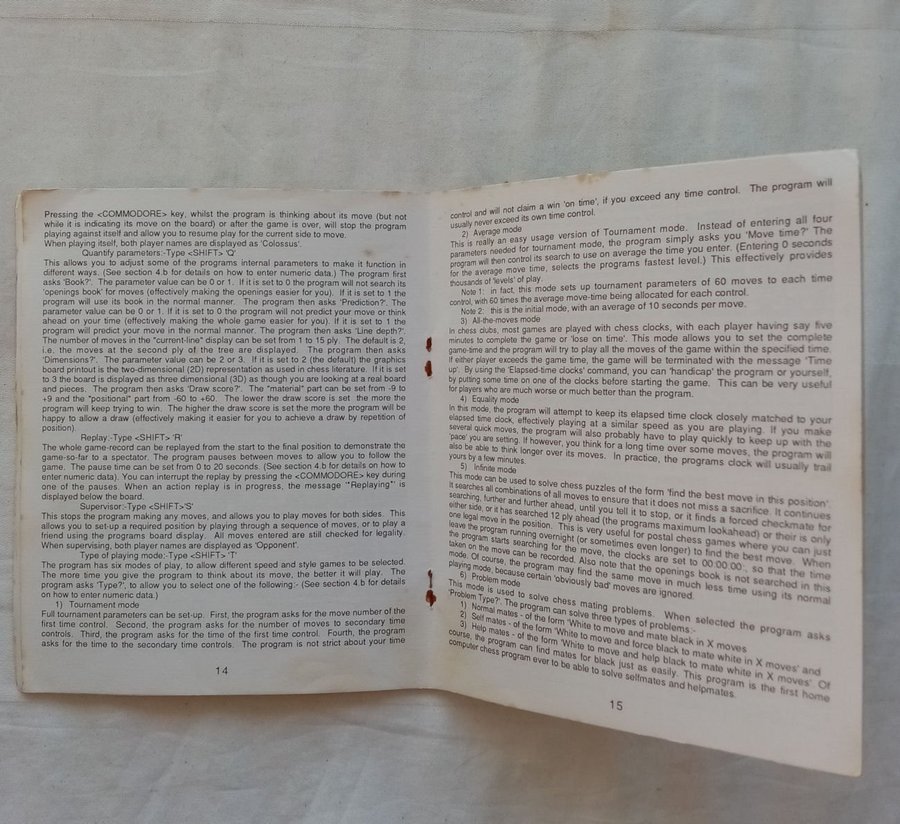 Pressing the <COMMODORE> key, whilst the program is thinking about its move (but not
while it is indicating its move on the board) or after the game is over, will stop the program
playing against itself and allow you to resume play for the current side to move.
When playing itself, both player names are displayed as 'Colossus'.
Quantify parameters:-Type <SHIFT> 'Q'
This allows you to adjust some of the programs internal parameters to make it function in
different ways. (See section 4.b for details on how to enter numeric data.) The program first
asks 'Book?'. The parameter value can be 0 or 1. If it is set to 0 the program will not search its
'openings book' for moves (effectively making the openings easier for you). If it is set to 1 the
program will use its book in the normal manner. The program then asks 'Prediction?'. The
parameter value can be 0 or 1. If it is set to 0 the program will not predict your move or think
ahead on your time (effectively making the whole game easier for you). If it is set to 1 the
program will predict your move in the normal manner. The program then asks 'Line depth?'.
The number of moves in the "current-line" display can be set from 1 to 15 ply. The default is 2,
i.e. the moves at the second ply of the tree are displayed. The program then asks
'Dimensions?'. The parameter value can be 2 or 3. If it is set to 2 (the default) the graphics
board printout is the two-dimensional (2D) representation as used in chess literature. If it is set
to 3 the board is displayed as three dimensional (3D) as though you are looking at a real board
and pieces. The program then asks 'Draw score?'. The "material" part can be set from -9 to
+9 and the "positional" part from -60 to +60. The lower the draw score is set the more the
program will keep trying to win. The higher the draw score is set the more the program will be
happy to allow a draw (effectively making it easier for you to achieve a draw by repetition of
position).
Replay:-Type <SHIFT> 'R'
The whole game-record can be replayed from the start to the final position to demonstrate the
game-so-far to a spectator. The program pauses between moves to allow you to follow the
game. The pause time can be set from 0 to 20 seconds. (See section 4.b for details on how to
enter numeric data). You can interrupt the replay by pressing the <COMMODORE> key during
one of the pauses. When an action replay is in progress, the message '"Replaying"' is
displayed below the board.
Supervisor:-Type <SHIFT>'S'
This stops the program making any moves, and allows you to play moves for both sides. This
allows you to set-up a required position by playing through a sequence of moves, or to play a
friend using the programs board display. All moves entered are still checked for legality.
When supervising, both player names are displayed as 'Opponent'.
Type of playing mode:-Type <SHIFT> 'T'
The program has six modes of play, to allow different speed and style games to be selected.
The more time you give the program to think about its move, the better it will play. The
program asks 'Type?', to allow you to select one of the following:- (See section 4.b for details
on how to enter numeric data.)
1) Tournament mode
Full tournament parameters can be set-up. First, the program asks for the move number of the
first time control. Second, the program asks for the number of moves to secondary time
controls. Third, the program asks for the time of the first time control. Fourth, the program
asks for the time to the secondary time controls. The program is not strict about your time
14
control and will not claim a win 'on time', if you exceed any time control. The program will
usually never exceed its own time control.
2) Average mode
This is really an easy usage version of Tournament mode. Instead of entering all four
parameters needed for tournament mode, the program simply asks you 'Move time?' The
program will then control its search to use on average the time you enter. (Entering 0 seconds
for the average move time, selects the programs fastest level.) This effectively provides
thousands of 'levels' of play.
Note 1: in fact, this mode sets up tournament parameters of 60 moves to each time
control, with 60 times the average move-time being allocated for each control.
Note 2: this is the initial mode, with an average of 10 seconds per move.
3) All-the-moves mode
In chess clubs, most games are played with chess clocks, with each player having say five
minutes to complete the game or 'lose on time'. This mode allows you to set the complete
game-time and the program will try to play all the moves of the game within the specified time.
If either player exceeds the game time, the game will be terminated with the message 'Time
up'. By using the 'Elapsed-time clocks' command, you can 'handicap' the program or yourself,
by putting some time on one of the clocks before starting the game. This can be very useful
for players who are much worse or much better than the program.
4) Equality mode
In this mode, the program will attempt to keep its elapsed time clock closely matched to your
elapsed time clock, effectively playing at a similar speed as you are playing. If you make
several quick moves, the program will also probably have to play quickly to keep up with the
'pace' you are setting. If however, you think for a long time over some moves, the program will
also be able to think longer over its moves. In practice, the programs clock will usually trail
yours by a few minutes.
5) Infinite mode
This mode can be used to solve chess puzzles of the form 'find the best move in this position'
It searches all combinations of all moves to ensure that it does not miss a sacrifice. It continues
searching, further and further ahead, until you tell it to stop, or it finds a forced checkmate for
either side, or it has searched 12 ply ahead (the programs maximum lookahead) or their is only
one legal move in the position. This is very useful for postal chess games where you can just
leave the program running overnight (or sometimes even longer) to find the best move. When
the program starts searching for the move, the clocks are set to 00:00.00:, so that the time
taken on the move can be recorded. Also note that the openings book is not searched in this
mode. Of course, the program may find the same move in much less time using its normal
playing mode, because certain 'obviously bad' moves are ignored.
6) Problem mode
This mode is used to solve chess mating problems. When selected the program asks
'Problem Type?'. The program can solve three types of problems:-
1) Normal mates - of the form 'White to move and mate black in X moves
2) Self mates - of the form 'White to move and force black to mate white in X moves' and
3) Help mates - of the form 'White to move and help black to mate white in X moves' Of
course, the program can find mates for black just as easily. This program is the first home
computer chess program ever to be able to solve selfmates and helpmates.
15